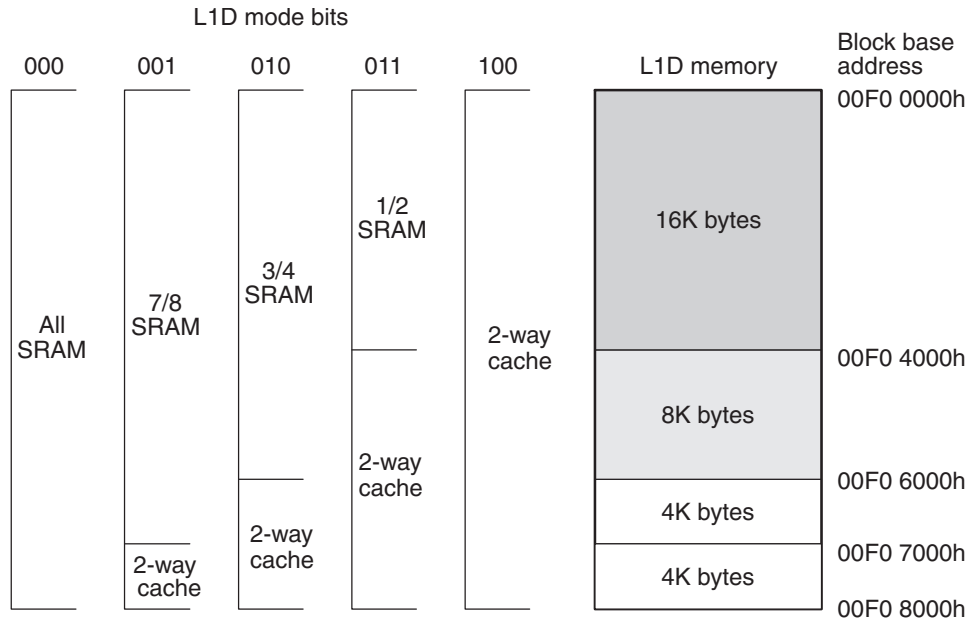 L1D mode bits
000 001 010 011 100 L1D memory
Block base
address
00F0 0000h
All
SRAM
7/8
SRAM
2-way
cache
3/4
SRAM
2-way
cache
1/2
SRAM
2-way
cache
2-way
cache
16K bytes
00F0 4000h
8K bytes
00F0 6000h
4K bytes
00F0 7000h
4K bytes
00F0 8000h